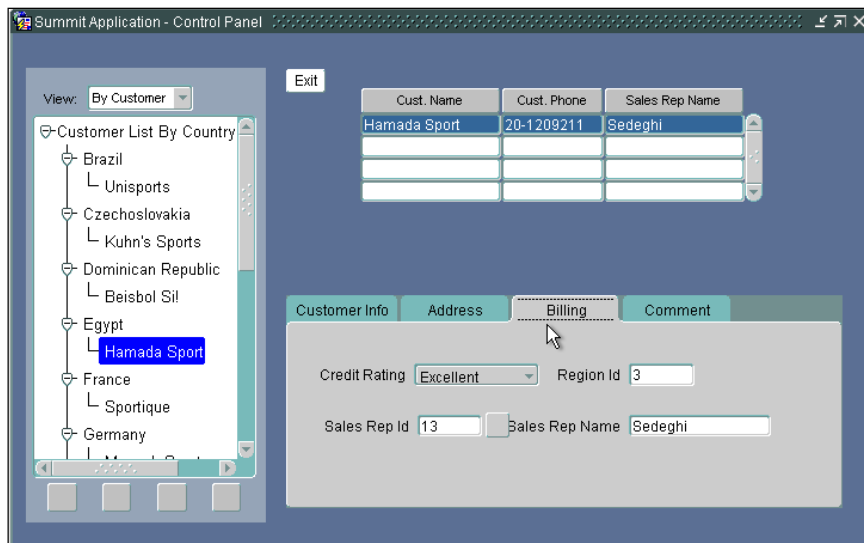 Summit Application - Control Panel
Exit
View: By Customer
Cust. Name Cust. Phone Sales Rep Name
Hamada Sport 20-1209211 Sedeghi
Customer List By Country
Brazil
Unisports
Czechoslovakia
Kuhn's Sports
Dominican Republic
Beisbol Si!
Egypt
Hamada Sport
France
Sportique
Germany
Customer Info Address Billing Comment
Credit Rating Excellent Region Id 3
Sales Rep Id 13 Sales Rep Name Sedeghi